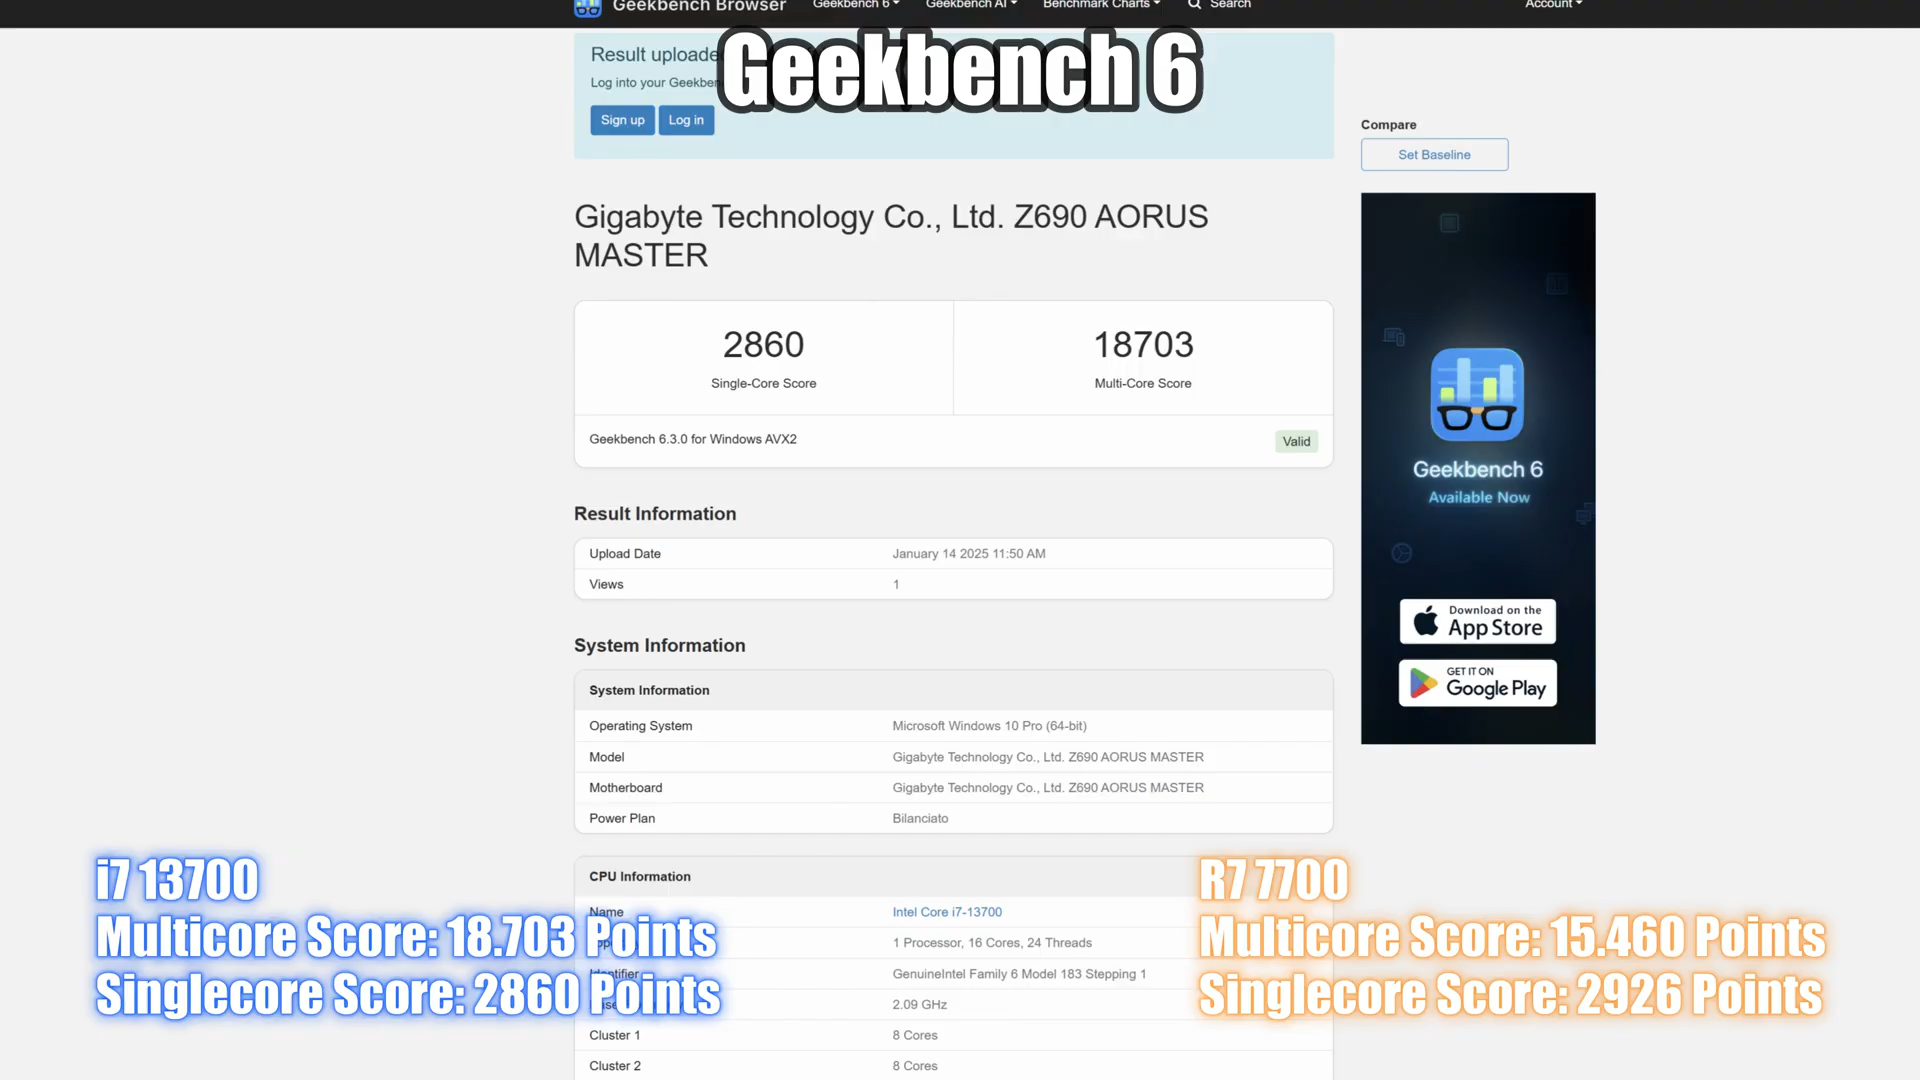 Geekbench Browser
Geekbench 6
Geekbench AI
Benchmark Charts
Search
Account
Geekbench 6
Result uploaded
Log into your Geekben
Sign up
Log in
Compare
Set Baseline
Gigabyte Technology Co., Ltd. Z690 AORUS
MASTER
2860
Single-Core Score
18703
Multi-Core Score
Geekbench 6.3.0 for Windows AVX2
Valid
Geekbench 6
Available Now
Download on the
App Store
GET IT ON
Google Play
Result Information
Upload Date January 14 2025 11:50 AM
Views 1
System Information
System Information
Operating System Microsoft Windows 10 Pro (64-bit)
Model Gigabyte Technology Co., Ltd. Z690 AORUS MASTER
Motherboard Gigabyte Technology Co., Ltd. Z690 AORUS MASTER
Power Plan Bilanciato
CPU Information
Name Intel Core i7-13700
1 Processor, 16 Cores, 24 Threads
Identifier GenuineIntel Family 6 Model 183 Stepping 1
2.09 GHz
Cluster 1 8 Cores
Cluster 2 8 Cores
i7 13700
Multicore Score: 18.703 Points
Singlecore Score: 2860 Points
R7 7700
Multicore Score: 15.460 Points
Singlecore Score: 2926 Points